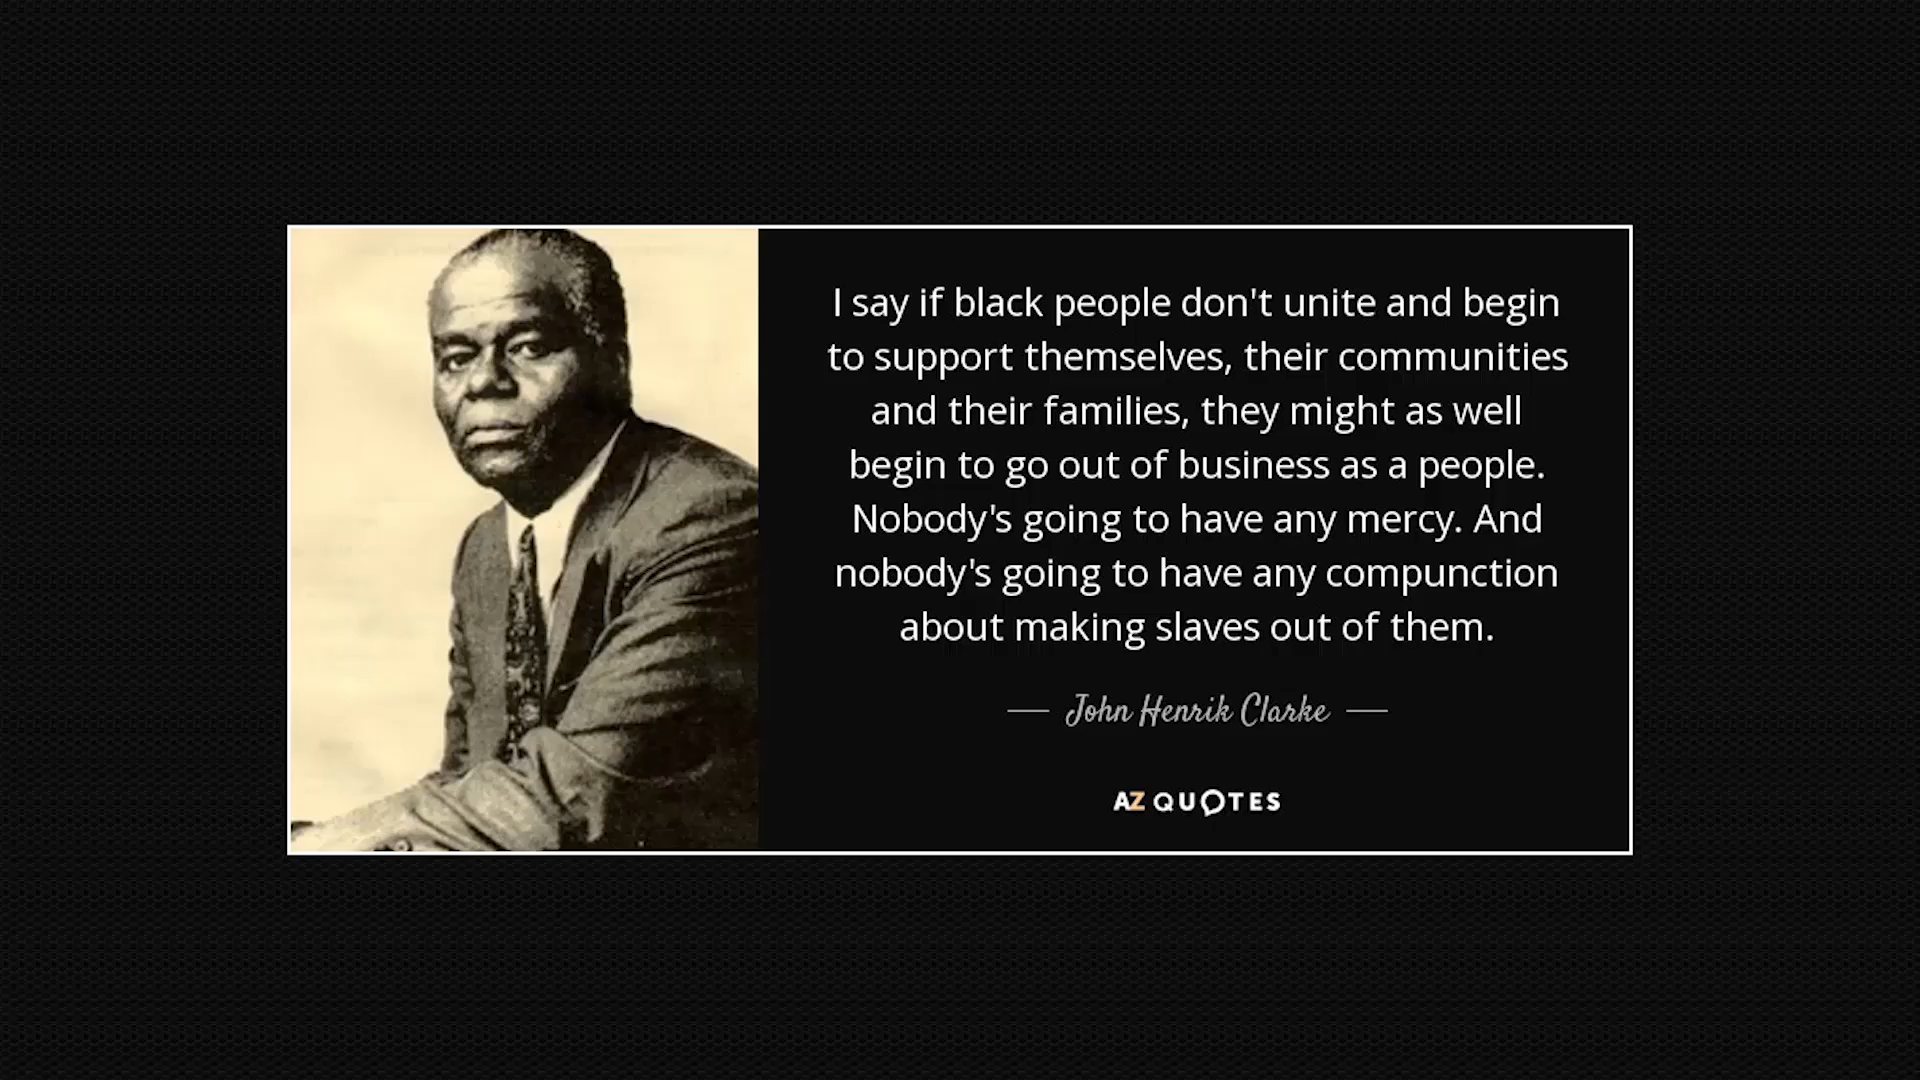 I say if black people don't unite and begin
to support themselves, their communities
and their families, they might as well
begin to go out of business as a people.
Nobody's going to have any mercy. And
nobody's going to have any compunction
about making slaves out of them.
John Henrik Clarke
AZ QUOTES